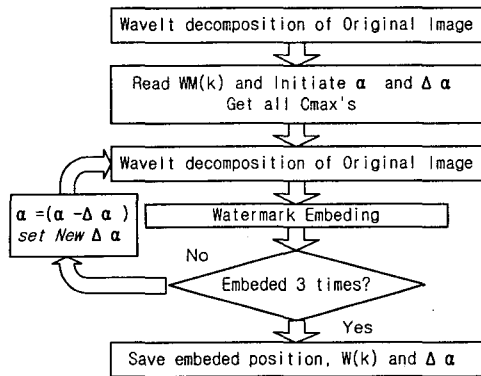 Wavelt decomposition of Original Image
Read WM(k) and Initiate α and Δ α
Get all Cmax's
Wavelt decomposition of Original Image
α =(α -Δ α )
set New Δ α
Watermark Embeding
No
Embeded 3 times?
Yes
Save embeded position, W(k) and Δ α